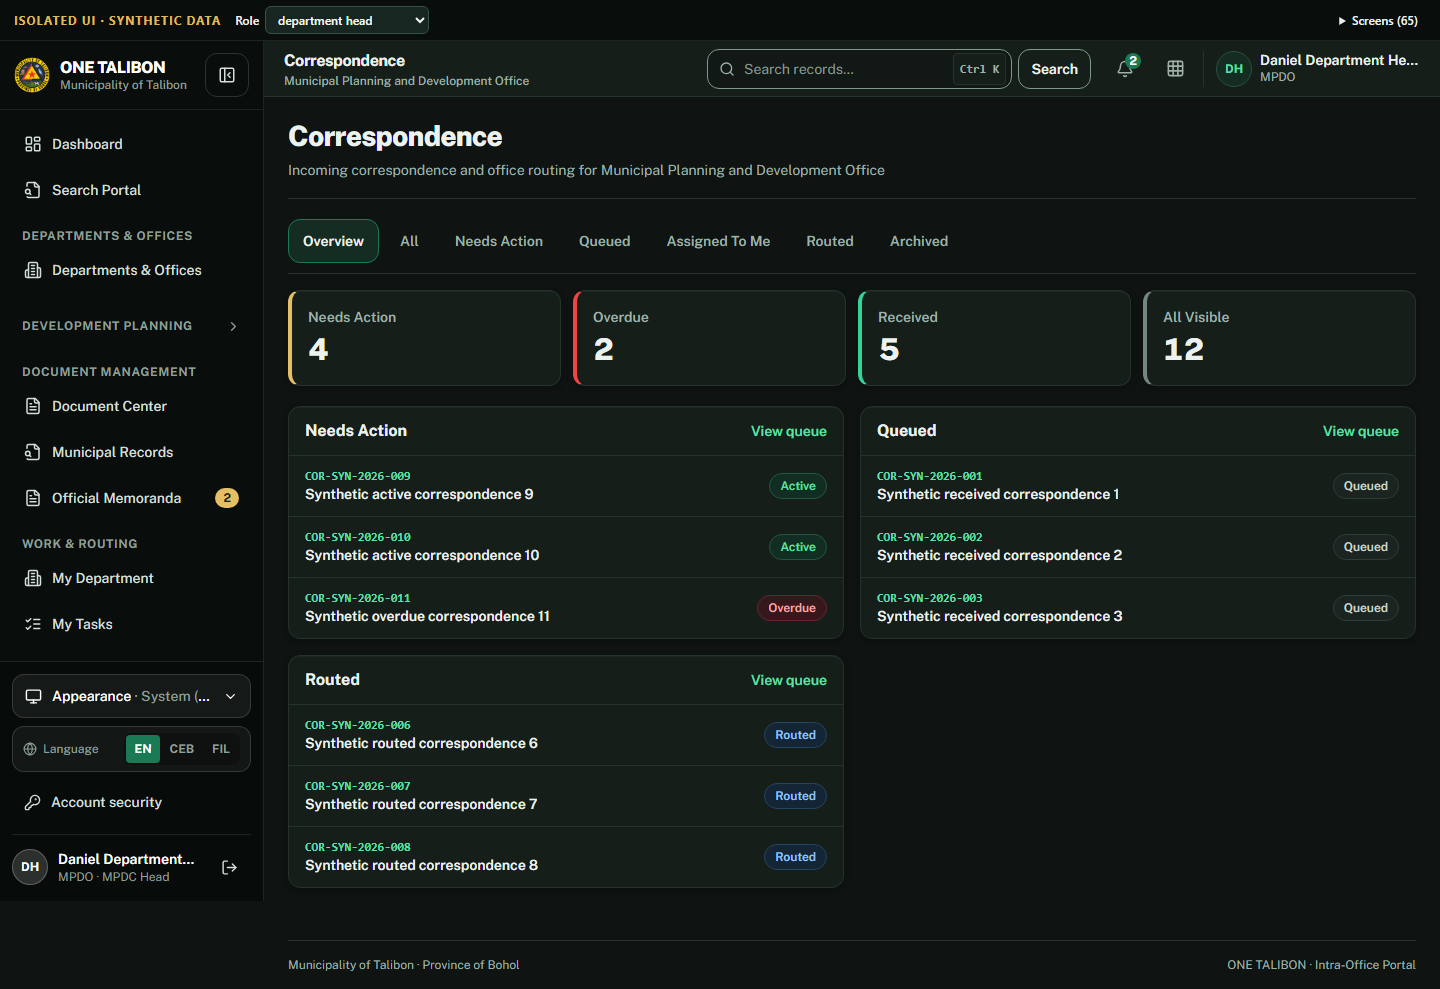 ISOLATED UI · SYNTHETIC DATA
Role
department head
Screens (65)
ONE TALIBON
Municipality of Talibon
Correspondence
Municipal Planning and Development Office
Search records...
Ctrl K
Search
2
DH
Daniel Department He...
MPDO
Dashboard
Search Portal
DEPARTMENTS & OFFICES
Departments & Offices
DEVELOPMENT PLANNING
DOCUMENT MANAGEMENT
Document Center
Municipal Records
Official Memoranda
2
WORK & ROUTING
My Department
My Tasks
Appearance · System (...
Language
EN
CEB
FIL
Account security
DH
Daniel Department...
MPDO · MPDC Head
Correspondence
Incoming correspondence and office routing for Municipal Planning and Development Office
Overview
All
Needs Action
Queued
Assigned To Me
Routed
Archived
Needs Action
4
Overdue
2
Received
5
All Visible
12
Needs Action
View queue
COR-SYN-2026-009
Synthetic active correspondence 9
Active
COR-SYN-2026-010
Synthetic active correspondence 10
Active
COR-SYN-2026-011
Synthetic overdue correspondence 11
Overdue
Queued
View queue
COR-SYN-2026-001
Synthetic received correspondence 1
Queued
COR-SYN-2026-002
Synthetic received correspondence 2
Queued
COR-SYN-2026-003
Synthetic received correspondence 3
Queued
Routed
View queue
COR-SYN-2026-006
Synthetic routed correspondence 6
Routed
COR-SYN-2026-007
Synthetic routed correspondence 7
Routed
COR-SYN-2026-008
Synthetic routed correspondence 8
Routed
Municipality of Talibon · Province of Bohol
ONE TALIBON · Intra-Office Portal